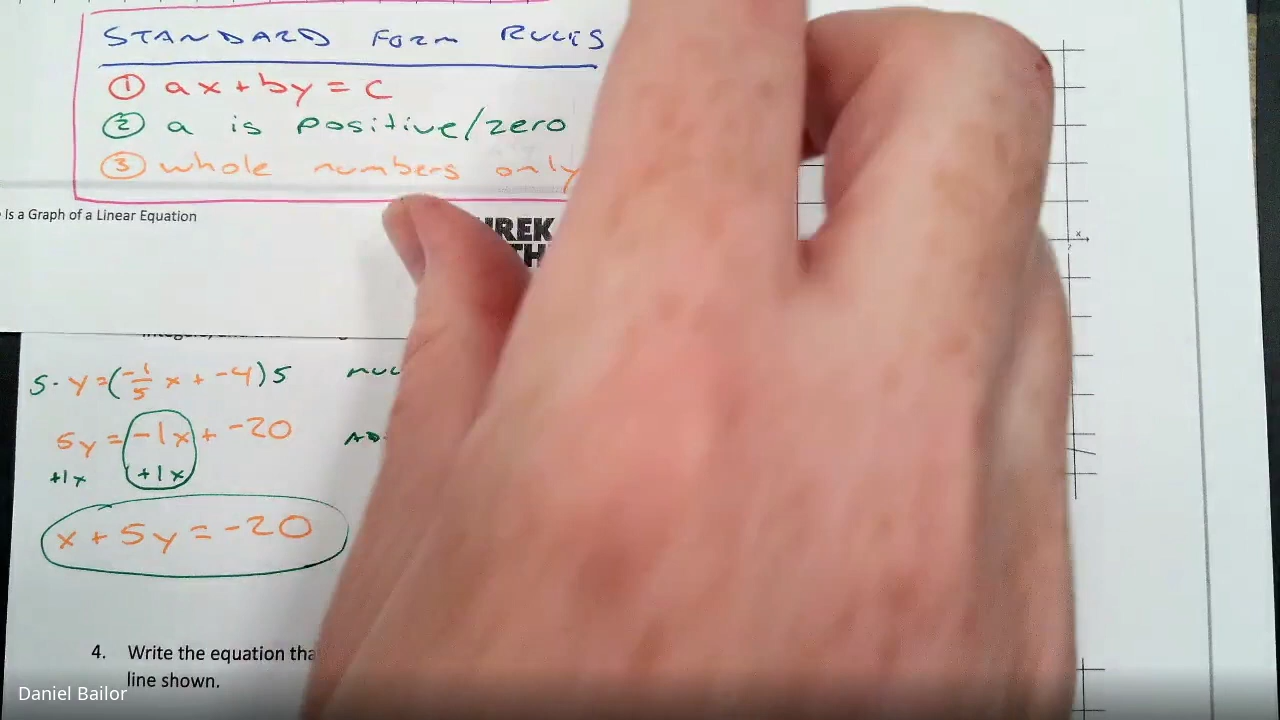 STANDARD FORM RULES
① ax + by = c
② a is positive/zero
③ whole numbers only
Is a Graph of a Linear Equation
5 · y = (-1/5 x + -4) 5
5y = -1x + -20
+1x +1x
x + 5y = -20
4. Write the equation
line shown.
x
Daniel Bailor